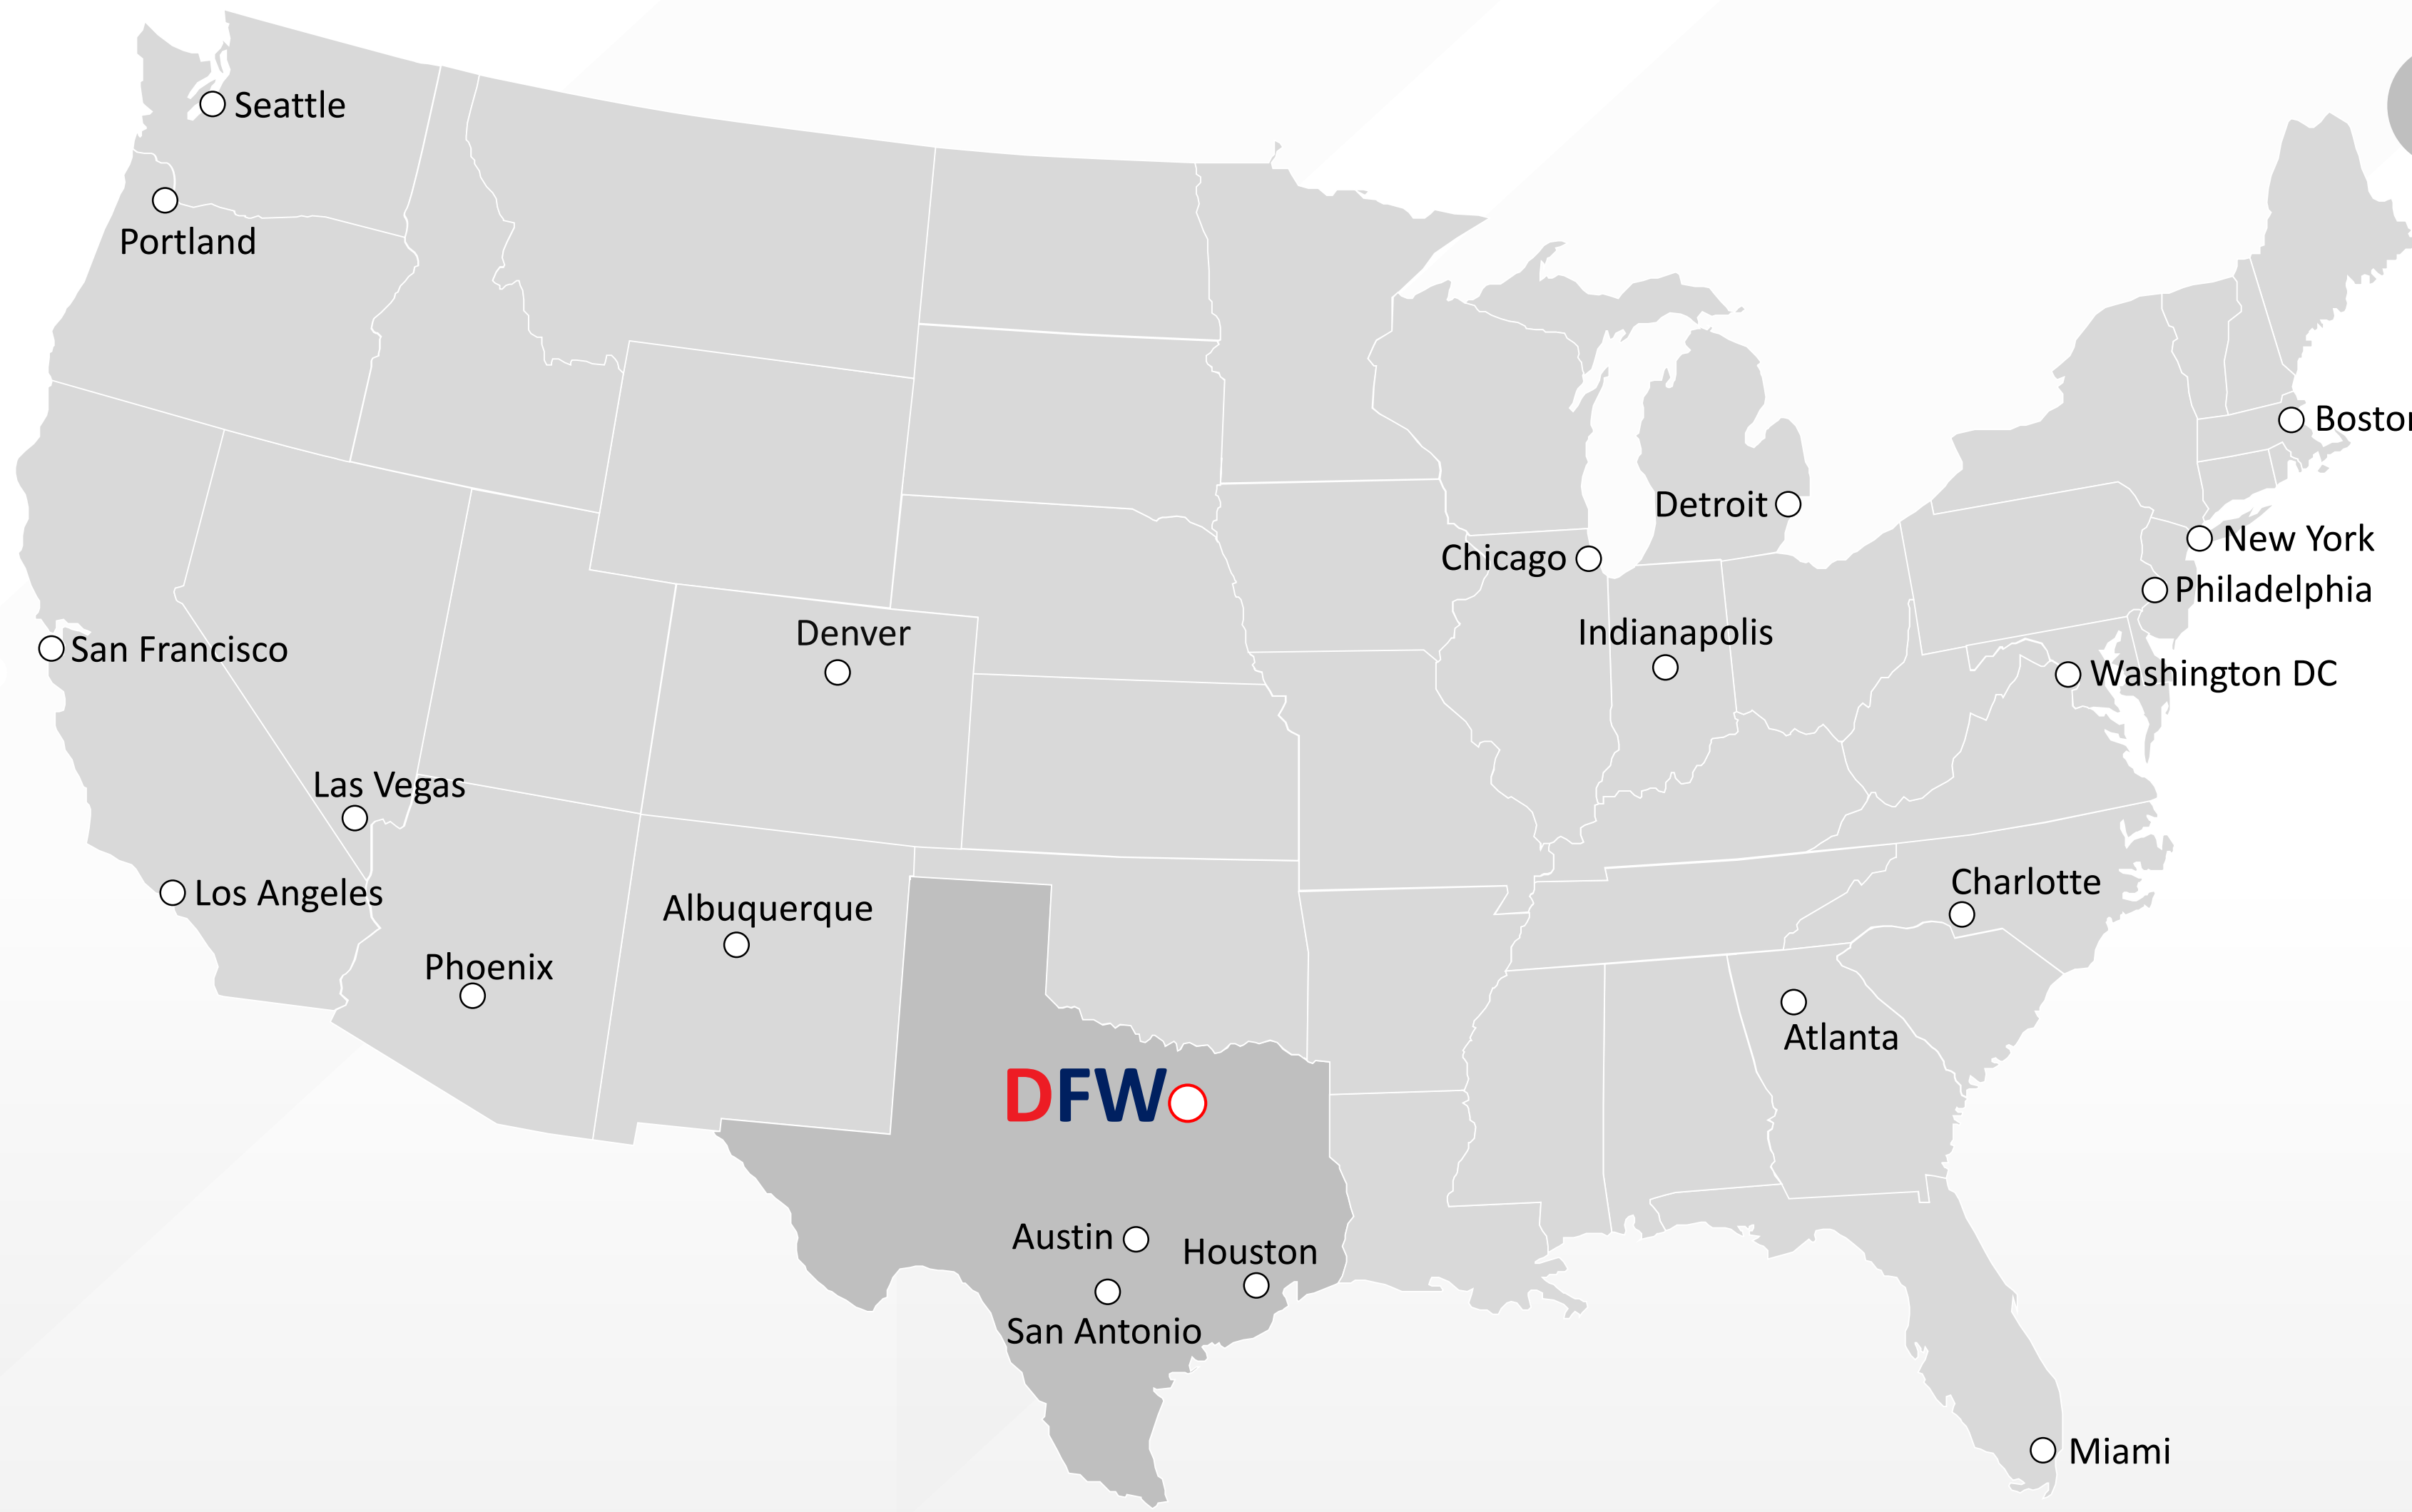 Seattle
Portland
Boston
Detroit
New York
Chicago
Philadelphia
Denver
Indianapolis
San Francisco
Washington DC
Las Vegas
Charlotte
Los Angeles
Albuquerque
Phoenix
Atlanta
DFW
Austin
Houston
San Antonio
Miami